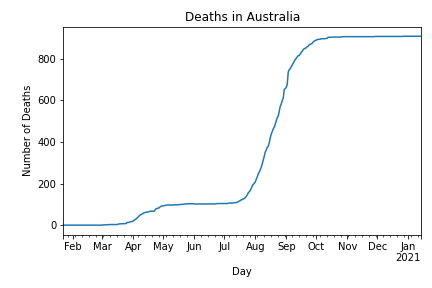 Deaths in Australia
Number of Deaths
800
600
400
200
0
Feb Mar Apr May Jun Jul Aug Sep Oct Nov Dec Jan
2021
Day